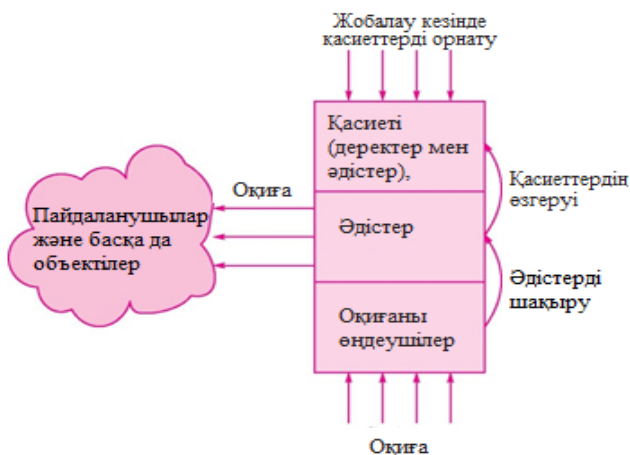 Жобалау кезінде
қасиеттерді орнату
Қасиеті
(деректер мен
әдістер),
Қасиеттердің
өзгеруі
Оқиға
Пайдаланушылар
және басқа да
объектілер
Әдістер
Әдістерді
шақыру
Оқиғаны
өңдеушілер
Оқиға